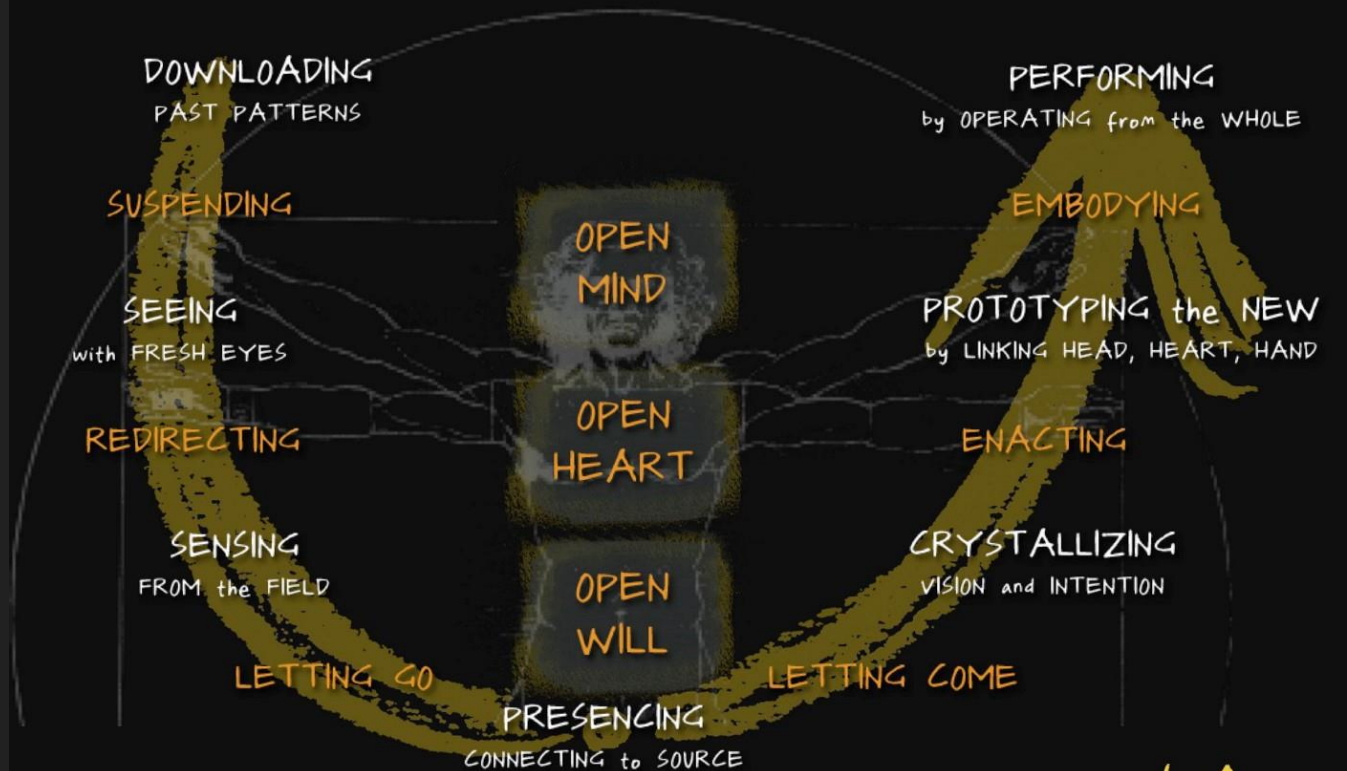 DOWNLOADING
PAST PATTERNS
SUSPENDING
SEEING
with FRESH EYES
REDIRECTING
SENSING
FROM the FIELD
LETTING GO
OPEN
MIND
OPEN
HEART
OPEN
WILL
PRESENCING
CONNECTING to SOURCE
LETTING COME
CRYSTALLIZING
VISION and INTENTION
ENACTING
PROTOTYPING the NEW
by LINKING HEAD, HEART, HAND
EMBODYING
PERFORMING
by OPERATING from the WHOLE